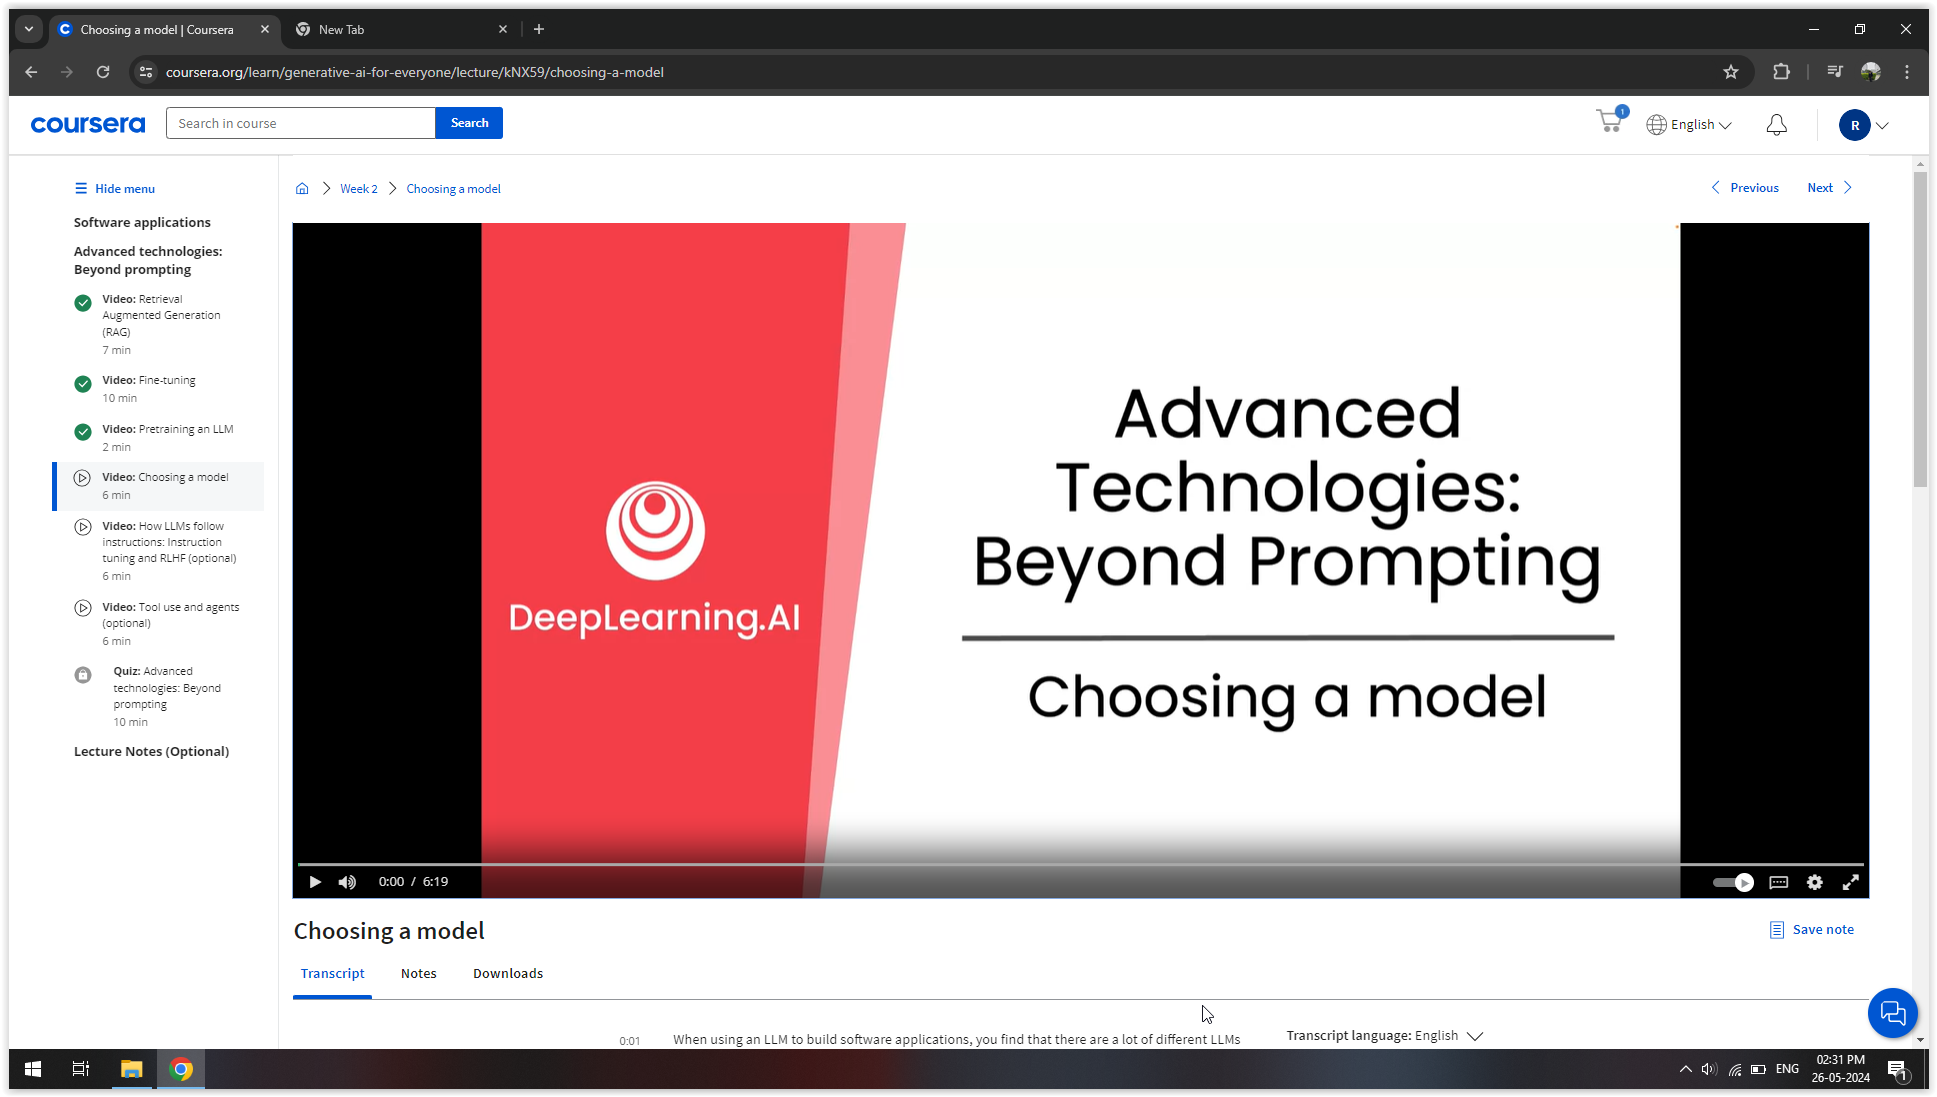 Choosing a model | Coursera
New Tab
coursera.org/learn/generative-ai-for-everyone/lecture/kNX59/choosing-a-model
coursera
Search in course
Search
1
English
R
Hide menu
Software applications
Advanced technologies:
Beyond prompting
Video: Retrieval
Augmented Generation
(RAG)
7 min
Video: Fine-tuning
10 min
Video: Pretraining an LLM
2 min
Video: Choosing a model
6 min
Video: How LLMs follow
instructions: Instruction
tuning and RLHF (optional)
6 min
Video: Tool use and agents
(optional)
6 min
Quiz: Advanced
technologies: Beyond
prompting
10 min
Lecture Notes (Optional)
Week 2
Choosing a model
Previous
Next
DeepLearning.AI
Advanced
Technologies:
Beyond Prompting
Choosing a model
0:00 / 6:19
Choosing a model
Save note
Transcript
Notes
Downloads
0:01
When using an LLM to build software applications, you find that there are a lot of different LLMs
Transcript language: English
ENG
02:31 PM
26-05-2024
1